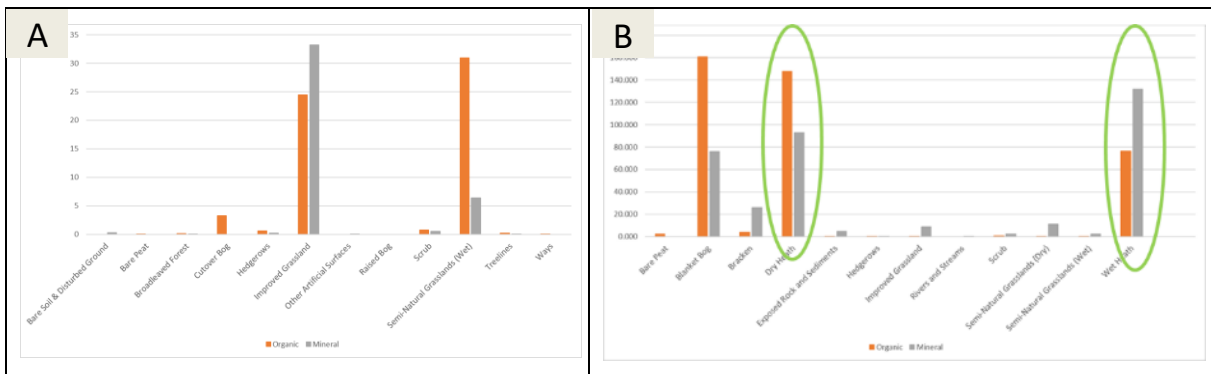 A
35
30
25
20
15
10
5
0
Bare Soil & Disturbed Ground
Bare Peat
Broadleaved Forest
Cutover Bog
Hedgerows
Improved Grassland
Other Artificial Surfaces
Raised Bog
Scrub
Semi-Natural Grasslands (Wet)
Treelines
Ways
Organic Mineral
B
160.000
140.000
120.000
100.000
80.000
60.000
40.000
20.000
0.000
Bare Peat
Blanket Bog
Bracken
Dry Heath
Exposed Rock and Sediments
Hedgerows
Improved Grassland
Rivers and Streams
Scrub
Semi-Natural Grasslands (Dry)
Semi-Natural Grasslands (Wet)
Wet Heath
Organic Mineral